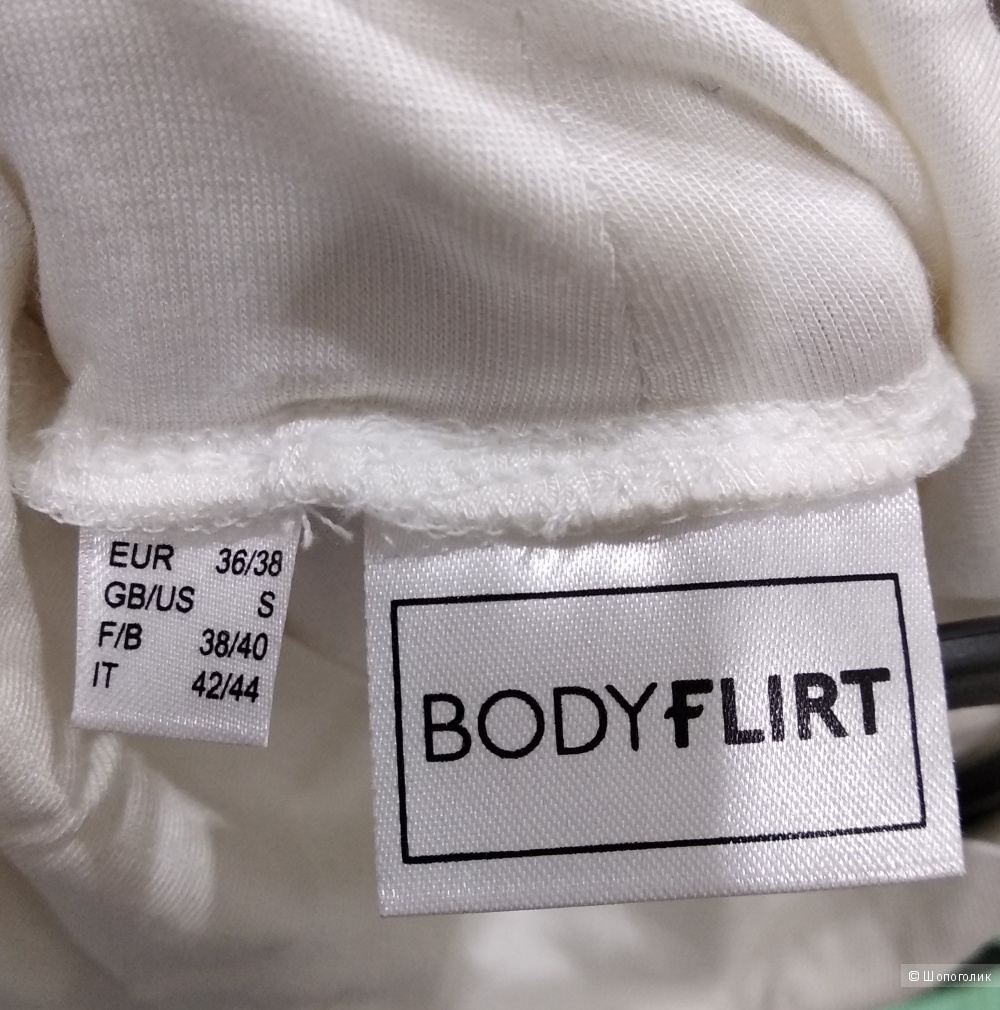 EUR 36/38
GB/US S
F/B 38/40
IT 42/44
BODYFLIRT
© Шопоголик